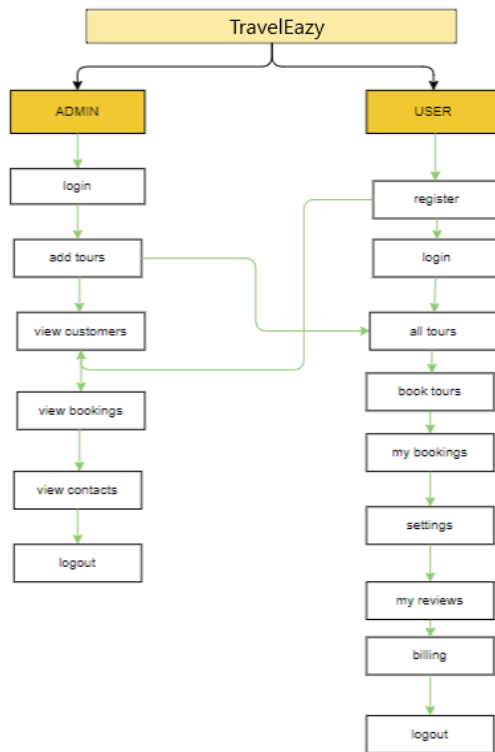 TravelEazy
ADMIN
login
add tours
view customers
view bookings
view contacts
logout
USER
register
login
all tours
book tours
my bookings
settings
my reviews
billing
logout